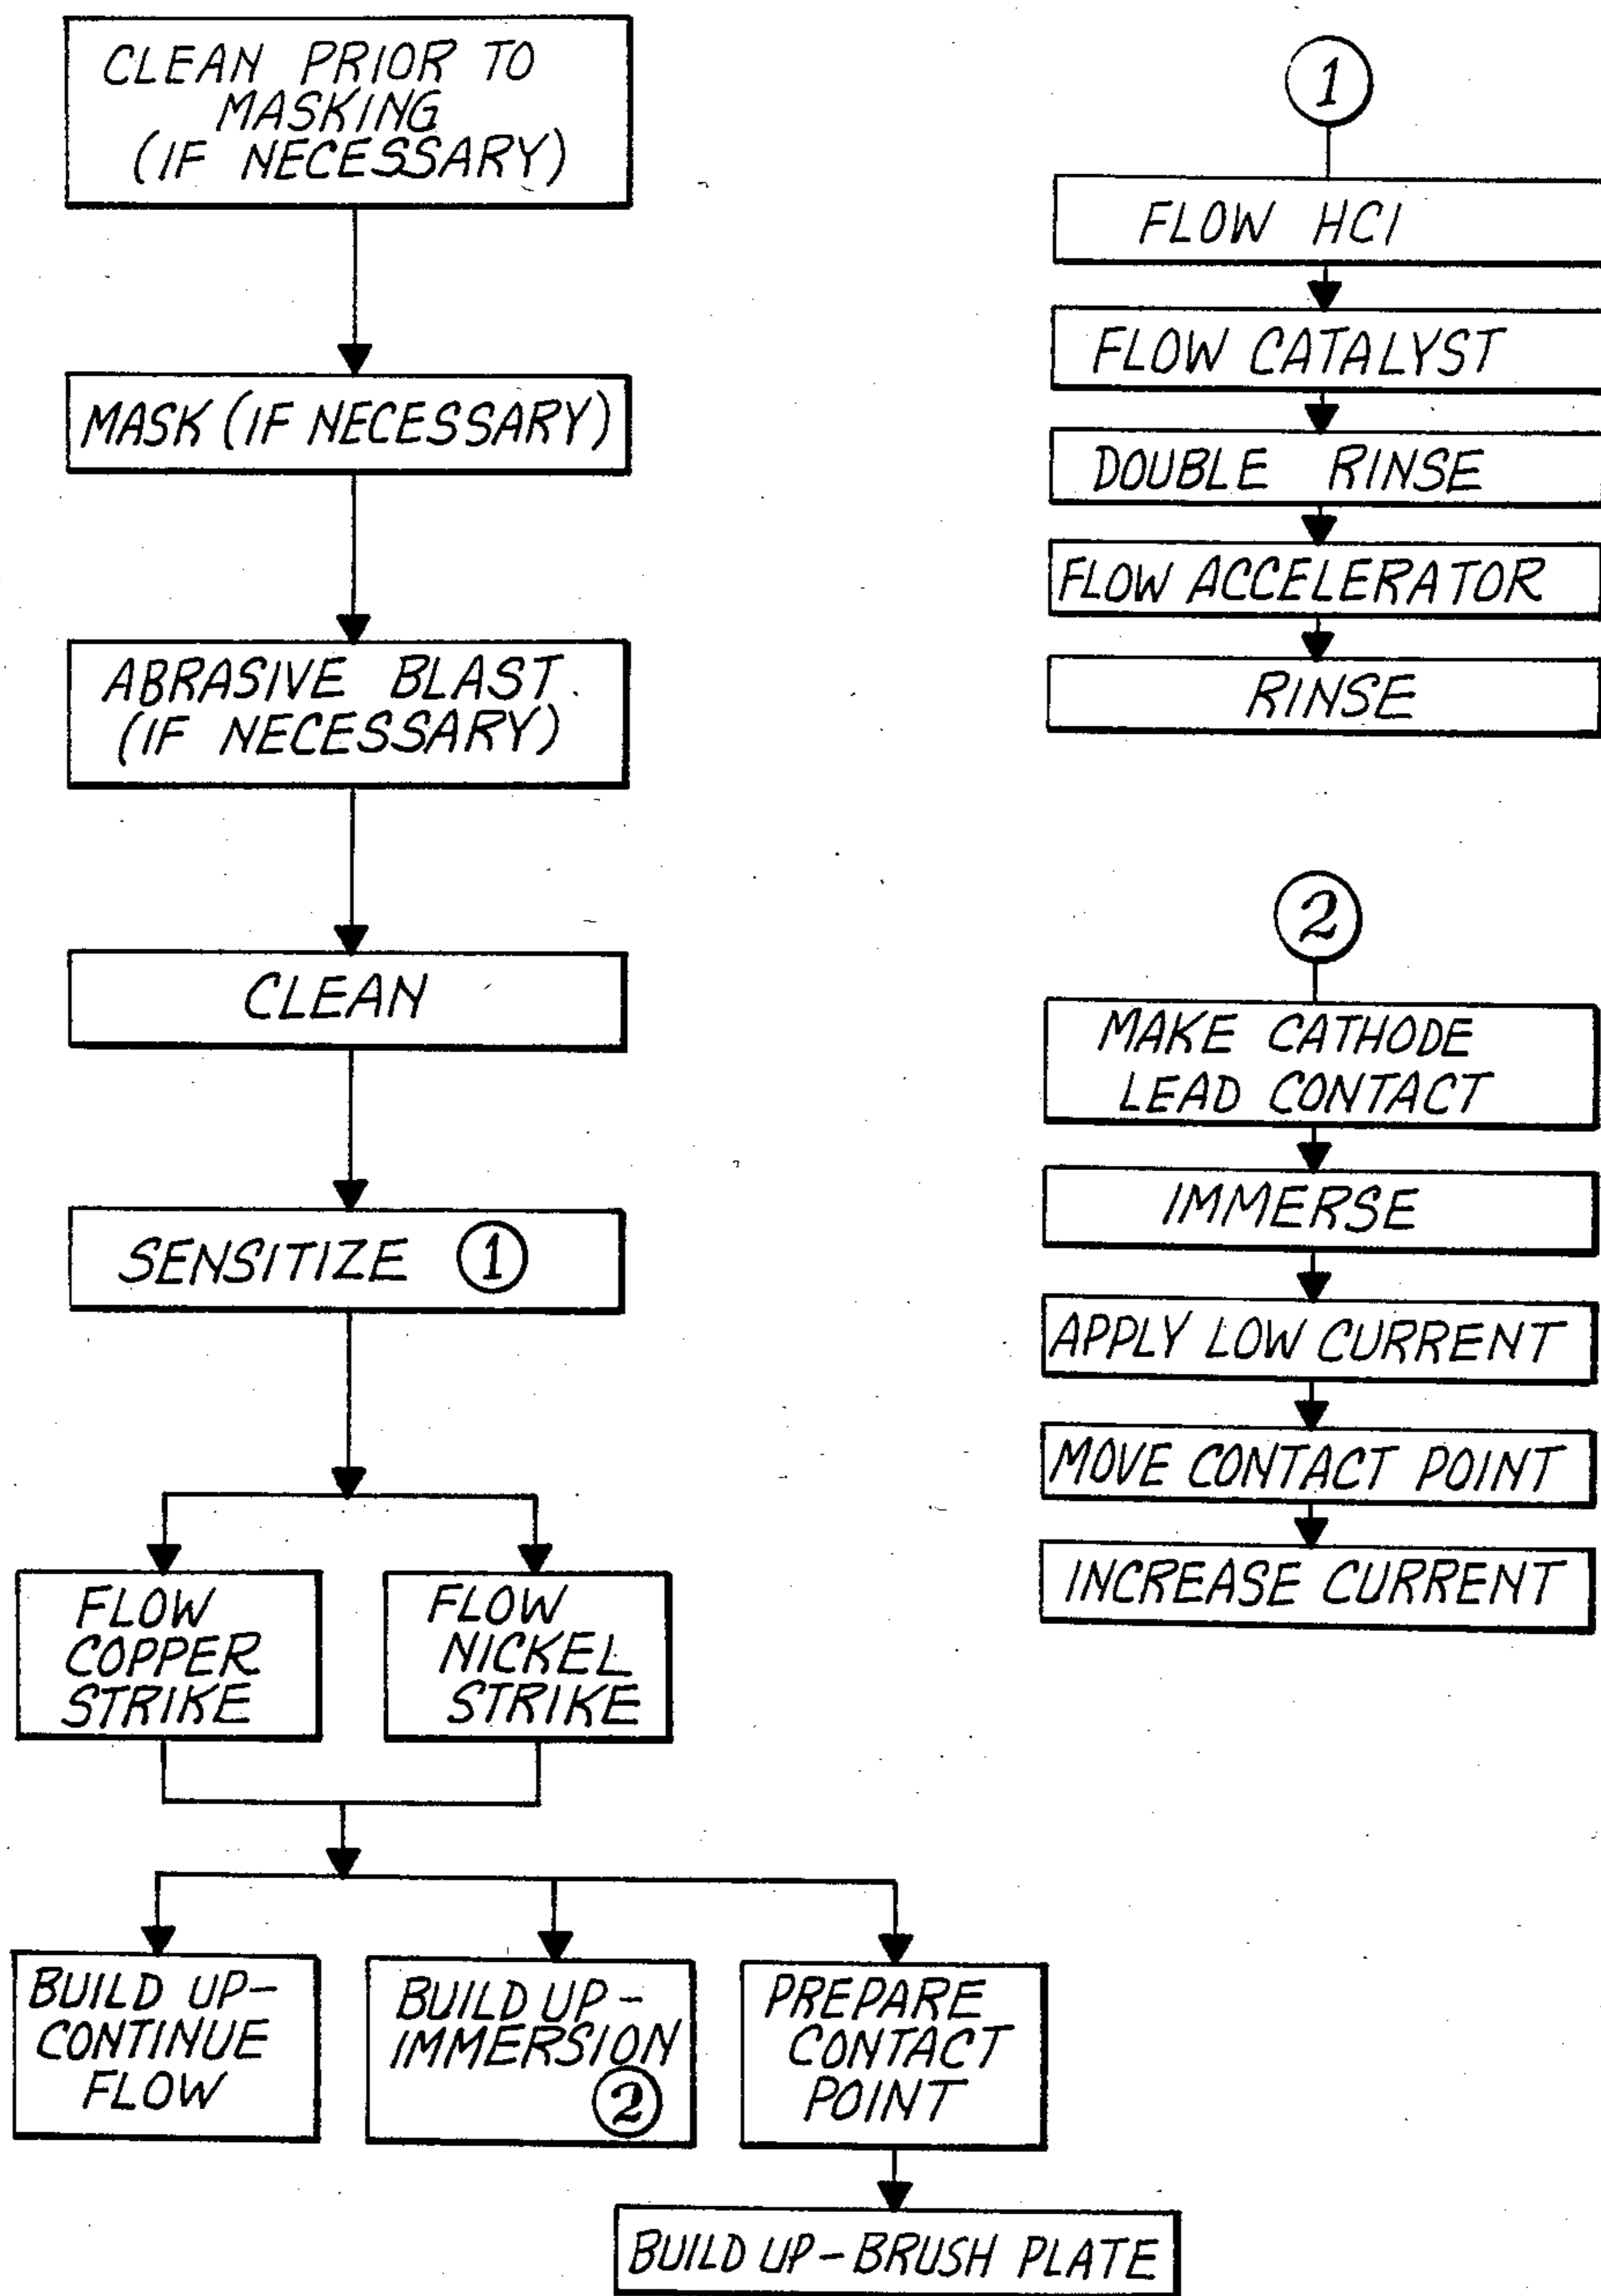 CLEAN PRIOR TO
MASKING
(IF NECESSARY)
MASK (IF NECESSARY)
ABRASIVE BLAST
(IF NECESSARY)
CLEAN
SENSITIZE 1
FLOW
COPPER
STRIKE
FLOW
NICKEL
STRIKE
BUILD UP-
CONTINUE
FLOW
BUILD UP-
IMMERSION
2
PREPARE
CONTACT
POINT
BUILD UP-BRUSH PLATE
1
FLOW HCl
FLOW CATALYST
DOUBLE RINSE
FLOW ACCELERATOR
RINSE
2
MAKE CATHODE
LEAD CONTACT
IMMERSE
APPLY LOW CURRENT
MOVE CONTACT POINT
INCREASE CURRENT